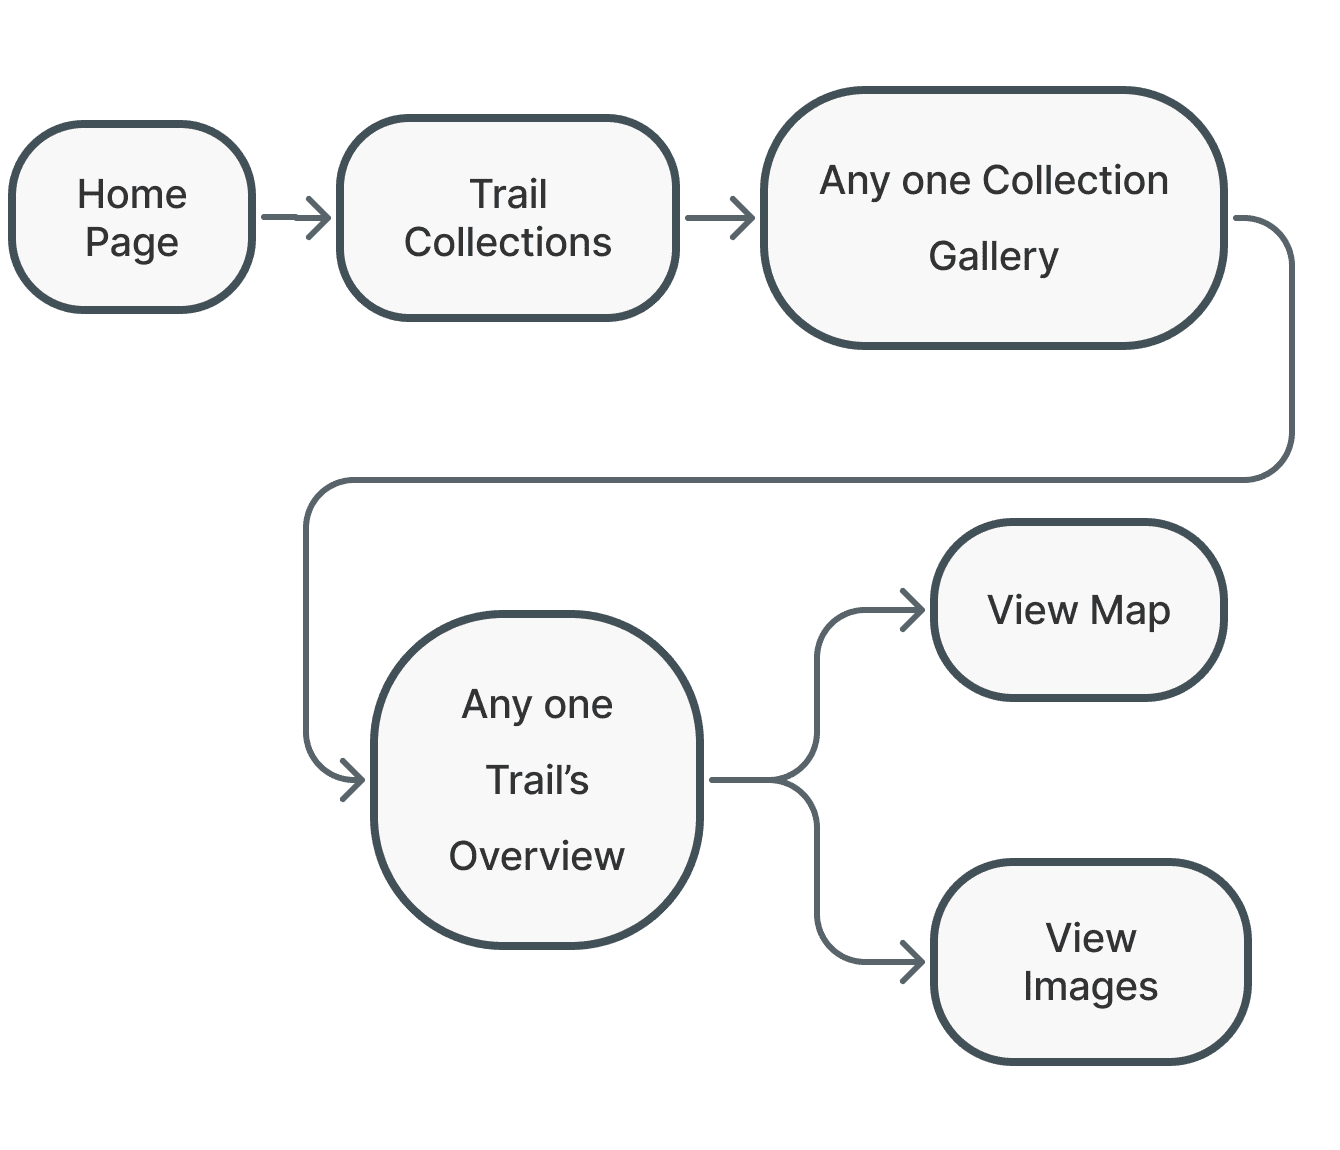 Home
Page
Trail
Collections
Any one Collection
Gallery
Any one
Trail’s
Overview
View Map
View
Images